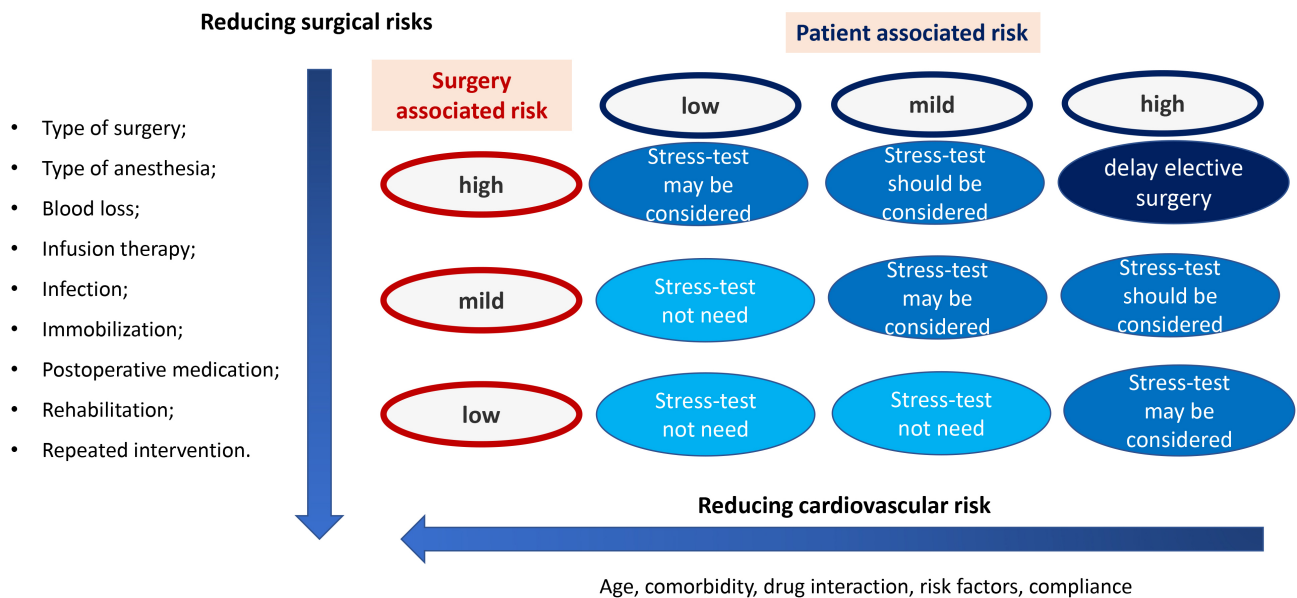 Reducing surgical risks
Patient associated risk
Surgery
associated risk
low
mild
high
• Type of surgery;
• Type of anesthesia;
• Blood loss;
• Infusion therapy;
• Infection;
• Immobilization;
• Postoperative medication;
• Rehabilitation;
• Repeated intervention.
high
Stress-test
may be
considered
Stress-test
should be
considered
delay elective
surgery
mild
Stress-test
not need
Stress-test
may be
considered
Stress-test
should be
considered
low
Stress-test
not need
Stress-test
not need
Stress-test
may be
considered
Reducing cardiovascular risk
Age, comorbidity, drug interaction, risk factors, compliance